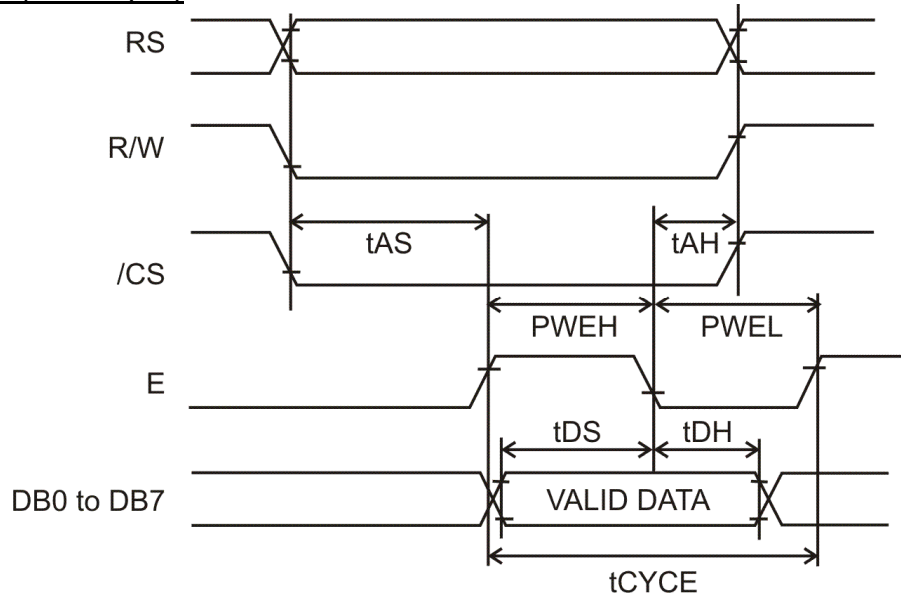 RS
R/W
tAS
tAH
/CS
PWEH
PWEL
E
tDS
tDH
DB0 to DB7
VALID DATA
tCYCE